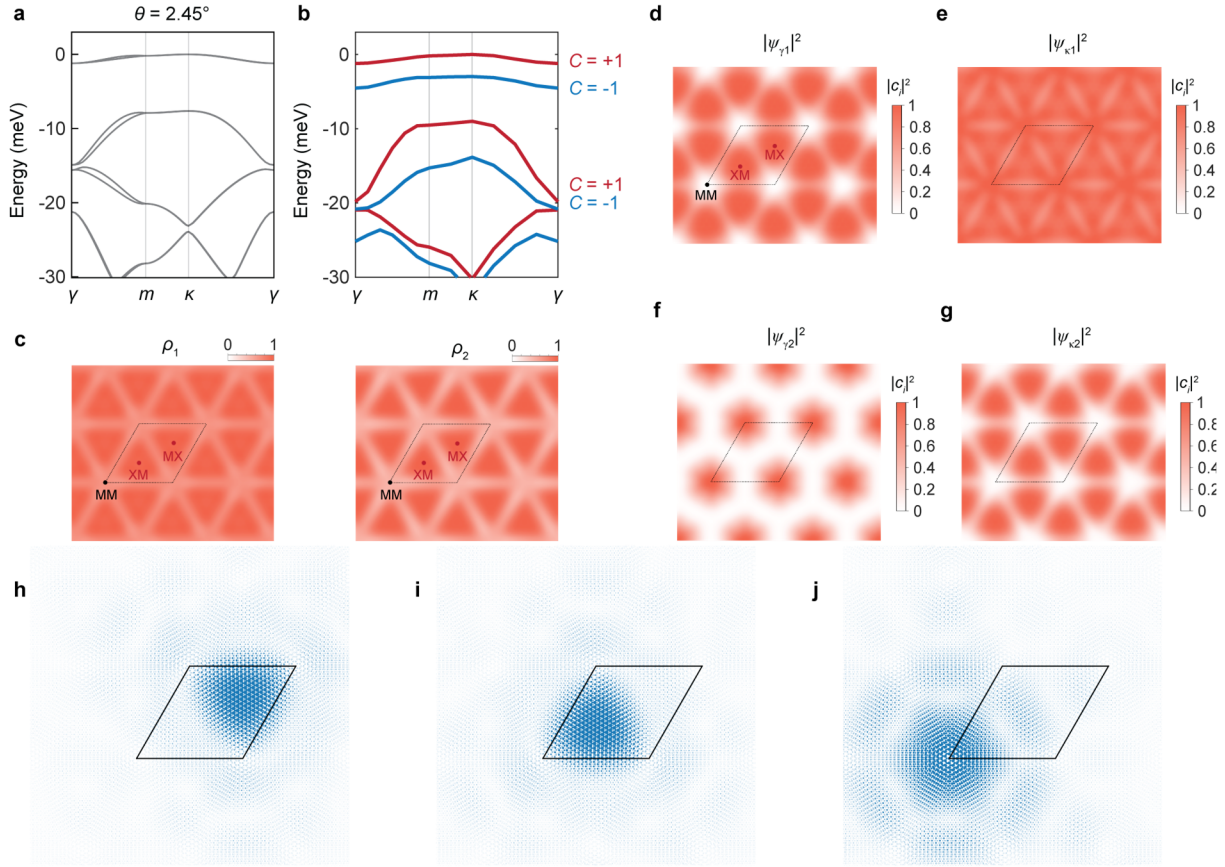 a
θ = 2.45°
Energy (meV)
0
-10
-20
-30
γ
m
κ
γ
b
Energy (meV)
0
-10
-20
-30
γ
m
κ
γ
C = +1
C = -1
C = +1
C = -1
c
ρ1
0
1
XM
MX
MM
ρ2
0
1
XM
MX
MM
d
|ψγ1|²
|ci|²
1
0.8
0.6
0.4
0.2
0
MX
XM
MM
e
|ψκ1|²
|ci|²
1
0.8
0.6
0.4
0.2
0
f
|ψγ2|²
|ci|²
1
0.8
0.6
0.4
0.2
0
g
|ψκ2|²
|ci|²
1
0.8
0.6
0.4
0.2
0
h
i
j